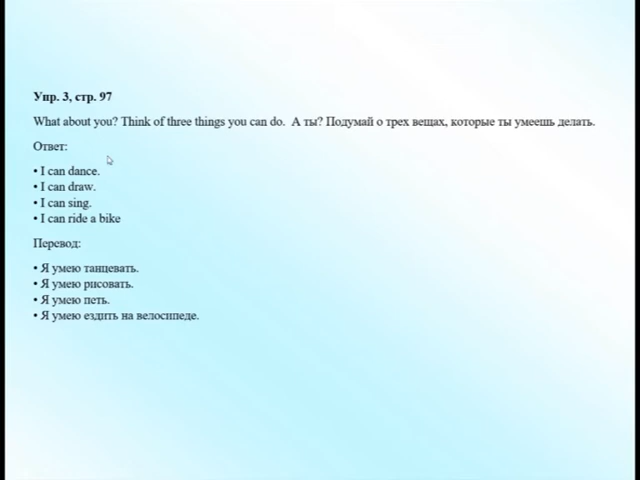 Упр. 3, стр. 97
What about you? Think of three things you can do. А ты? Подумай о трех вещах, которые ты умеешь делать.
Ответ:
• I can dance.
• I can draw.
• I can sing.
• I can ride a bike
Перевод:
• Я умею танцевать.
• Я умею рисовать.
• Я умею петь.
• Я умею ездить на велосипеде.